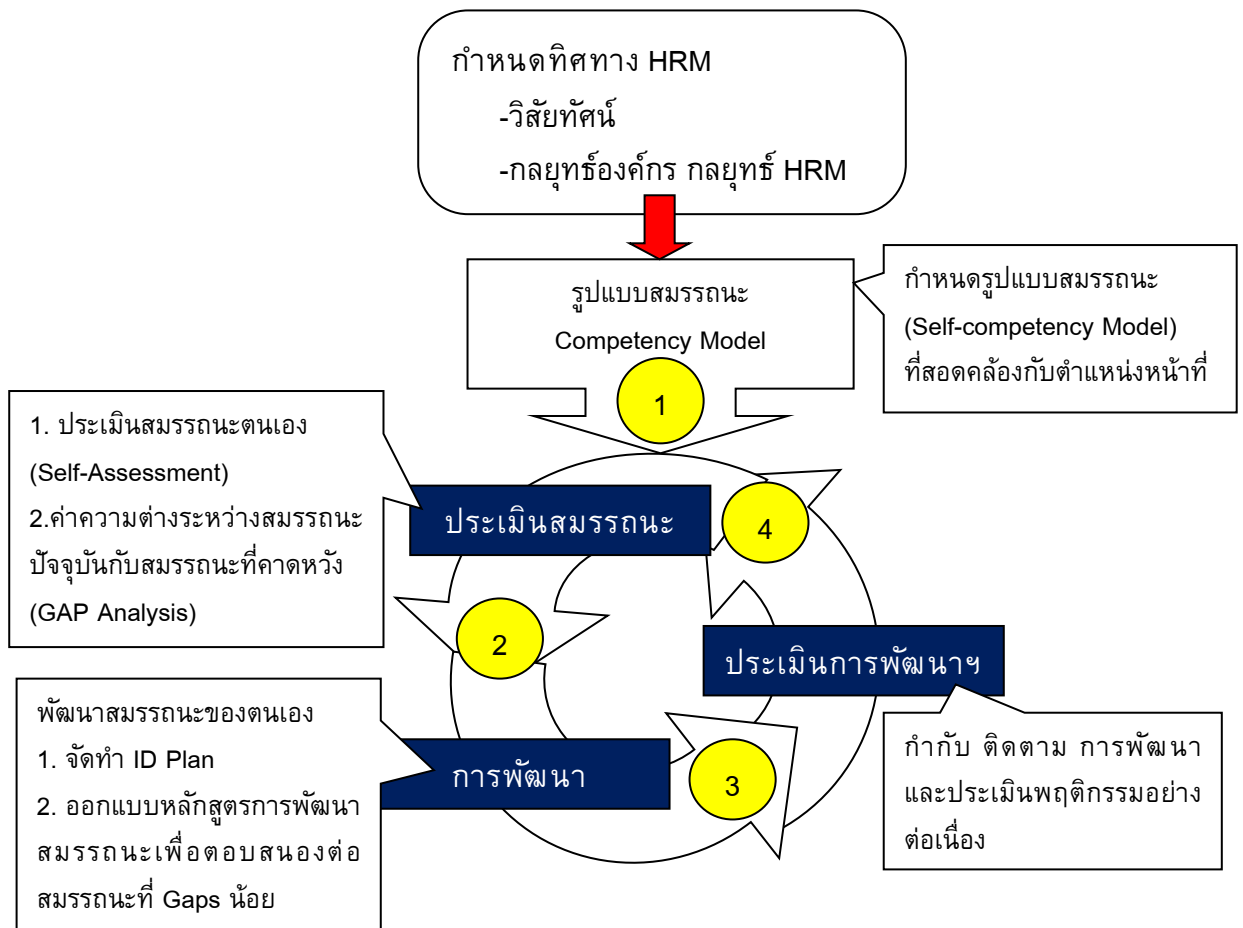 กำหนดทิศทาง HRM
-วิสัยทัศน์
-กลยุทธ์องค์กร กลยุทธ์ HRM
รูปแบบสมรรถนะ
Competency Model
1
กำหนดรูปแบบสมรรถนะ
(Self-competency Model)
ที่สอดคล้องกับตำแหน่งหน้าที่
1. ประเมินสมรรถนะตนเอง
(Self-Assessment)
2.ค่าความต่างระหว่างสมรรถนะ
ปัจจุบันกับสมรรถนะที่คาดหวัง
(GAP Analysis)
ประเมินสมรรถนะ
4
2
ประเมินการพัฒนาฯ
พัฒนาสมรรถนะของตนเอง
1. จัดทำ ID Plan
2. ออกแบบหลักสูตรการพัฒนา
สมรรถนะเพื่อตอบสนองต่อ
สมรรถนะที่ Gaps น้อย
การพัฒนา
3
กำกับ ติดตาม การพัฒนา
และประเมินพฤติกรรมอย่าง
ต่อเนื่อง